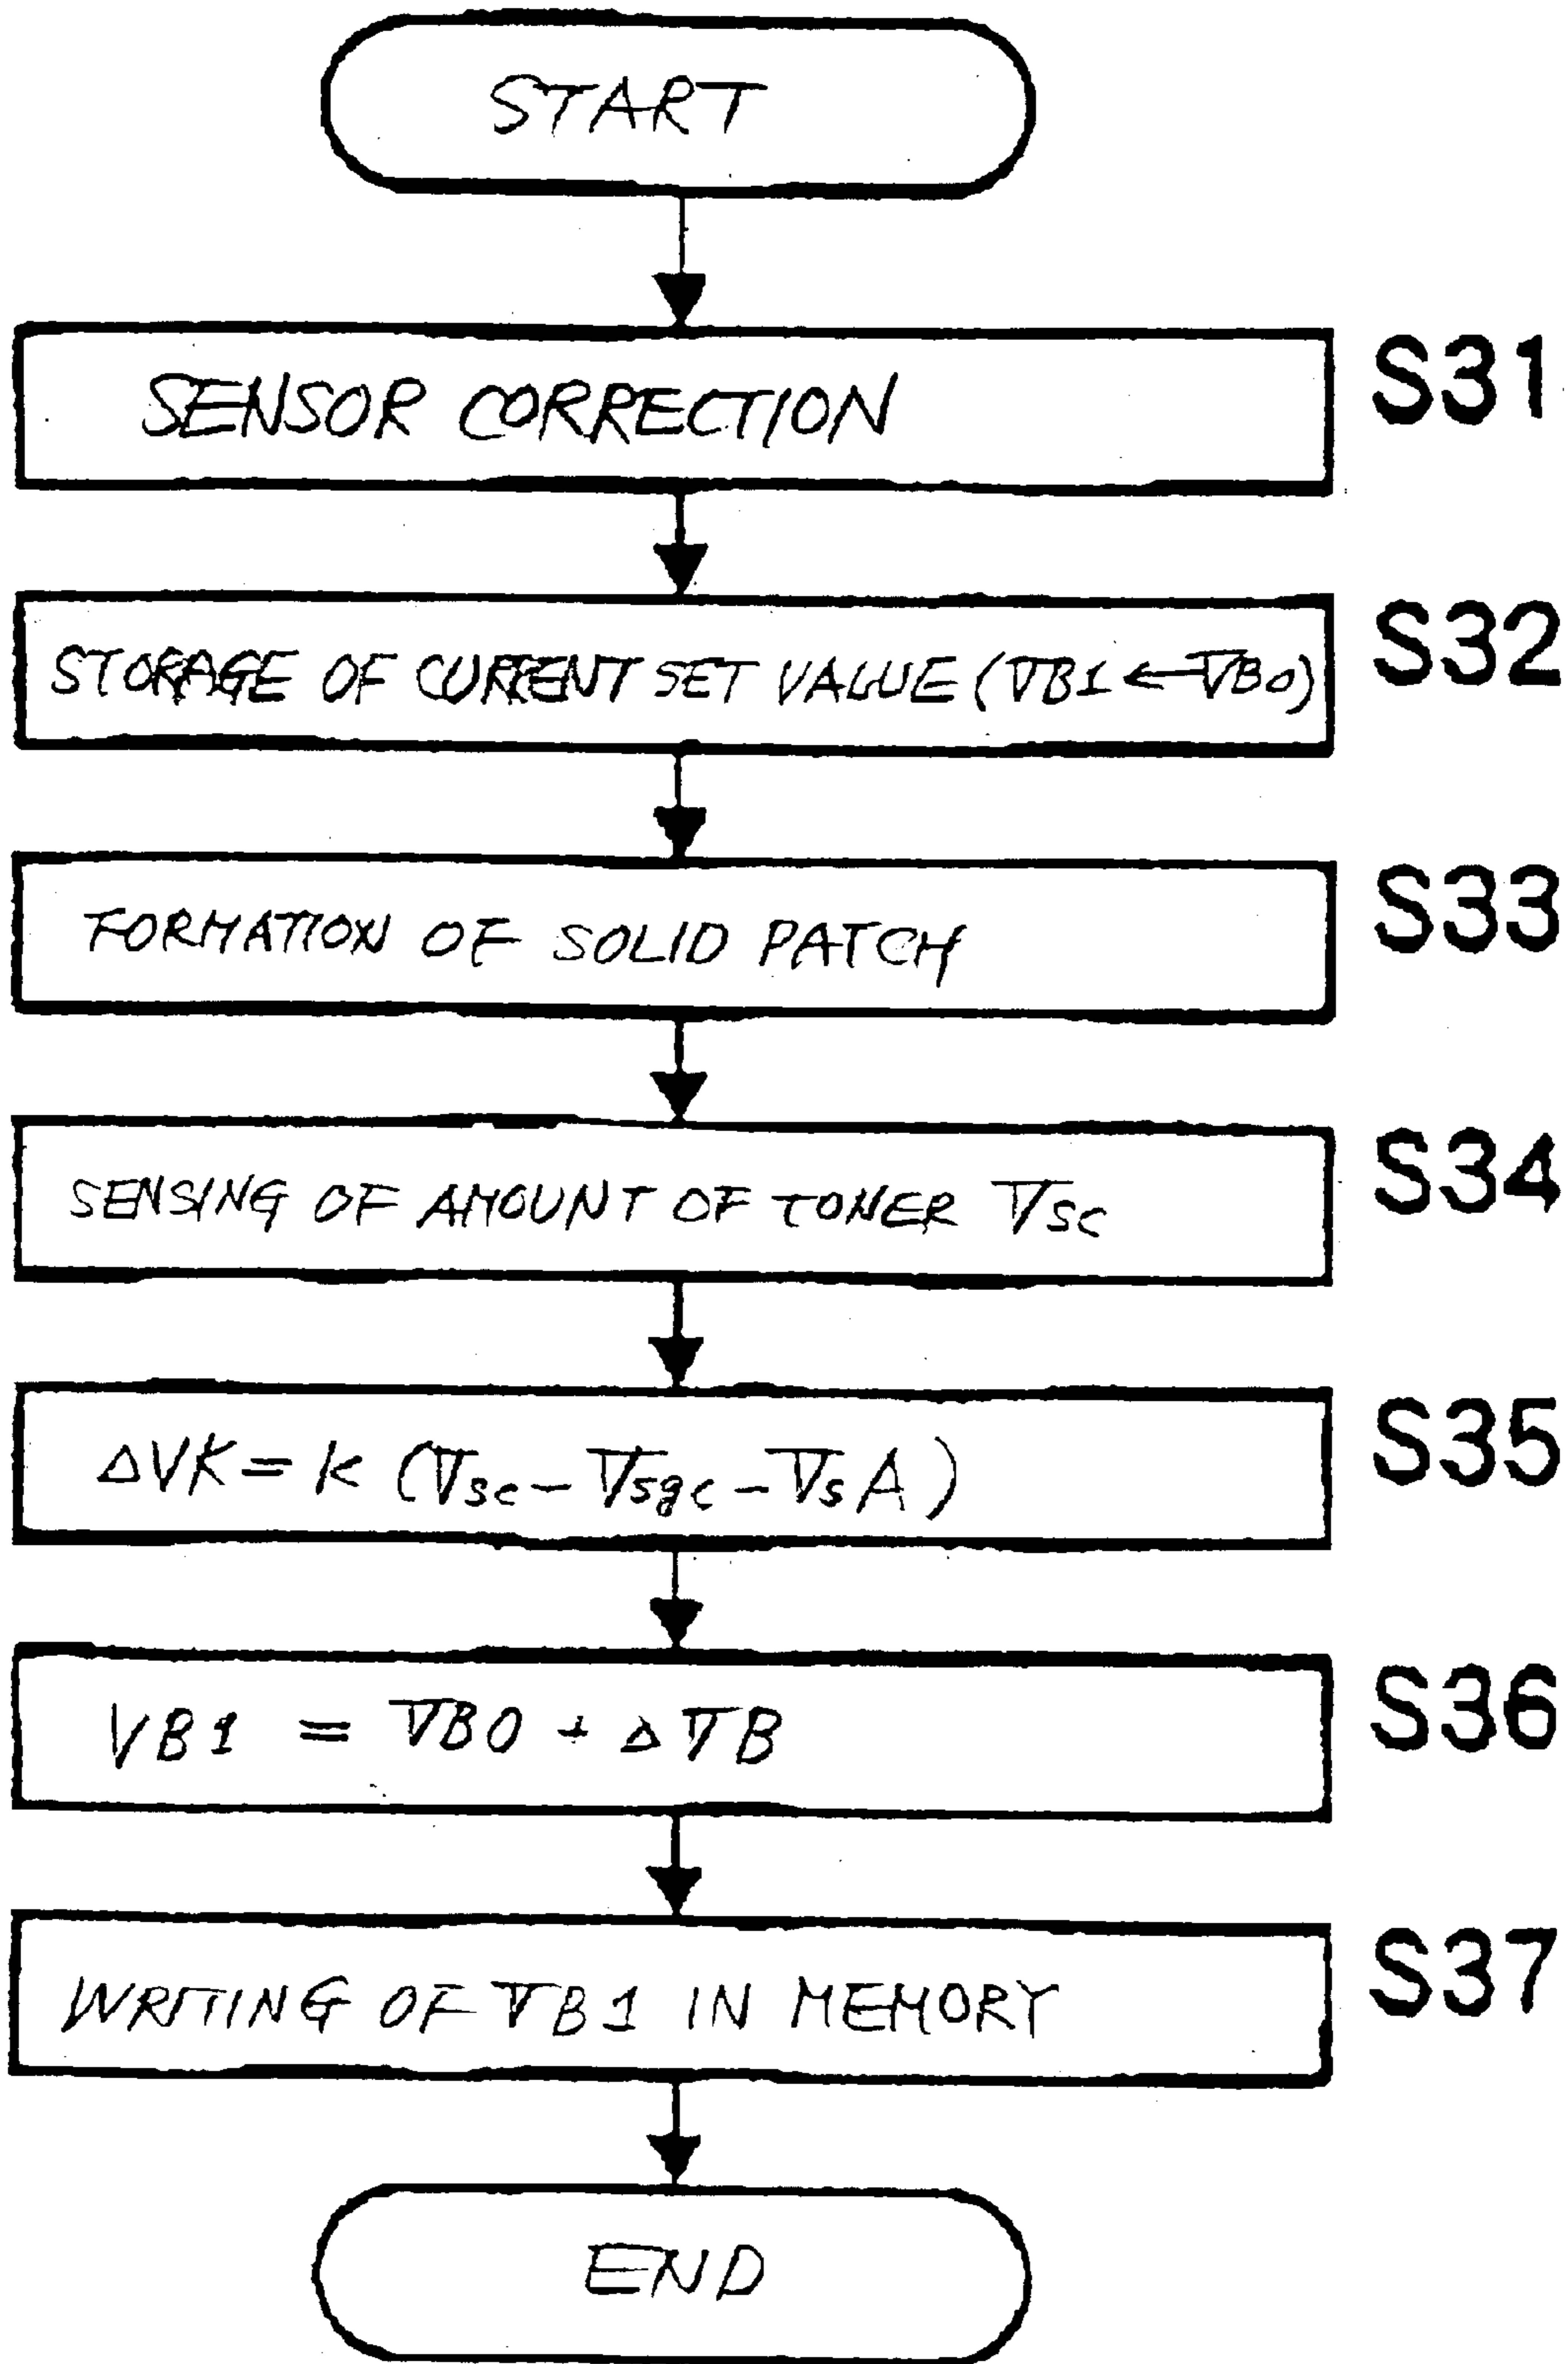 START
SENSOR CORRECTION S31
STORAGE OF CURRENT SET VALUE (VB1 ← VB0) S32
FORMATION OF SOLID PATCH S33
SENSING OF AMOUNT OF TONER Vsc S34
ΔVK = k (Vsc - Vsgc - VsA) S35
VB1 = VB0 + ΔVB S36
WRITING OF VB1 IN MEMORY S37
END